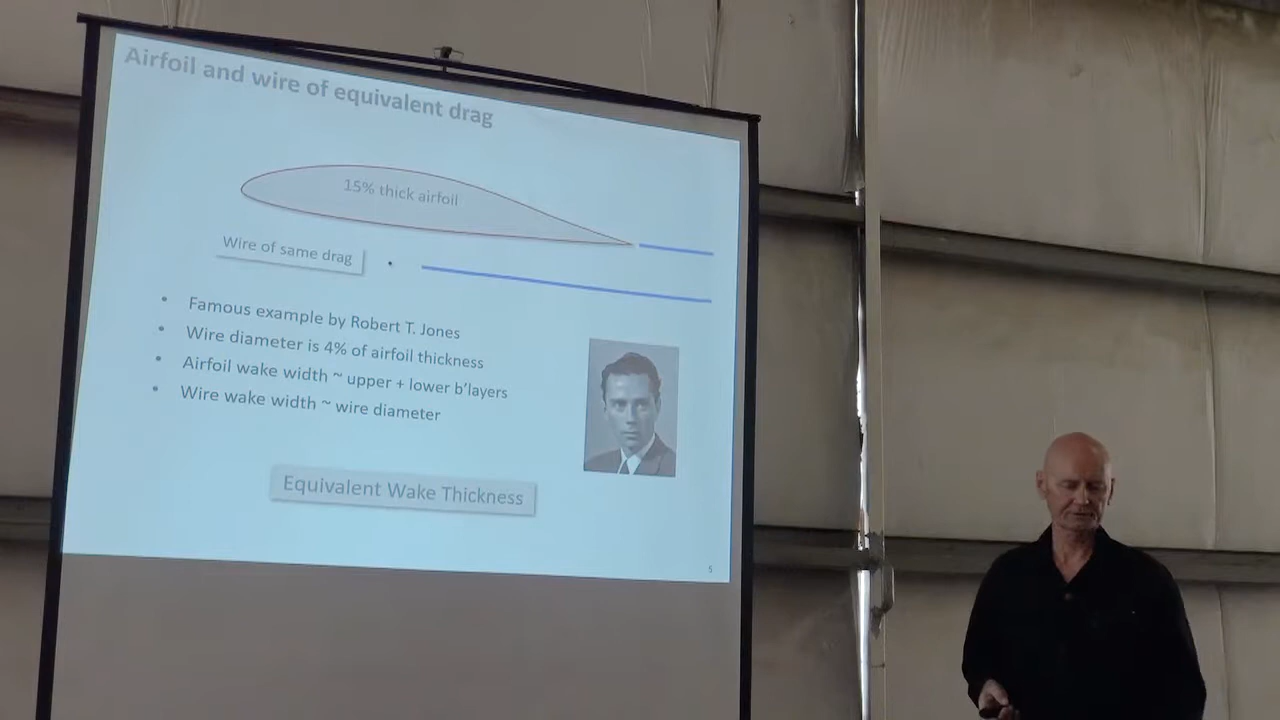 Airfoil and wire of equivalent drag
15% thick airfoil
Wire of same drag
• Famous example by Robert T. Jones
• Wire diameter is 4% of airfoil thickness
• Airfoil wake width ~ upper + lower b'layers
• Wire wake width ~ wire diameter
Equivalent Wake Thickness
5